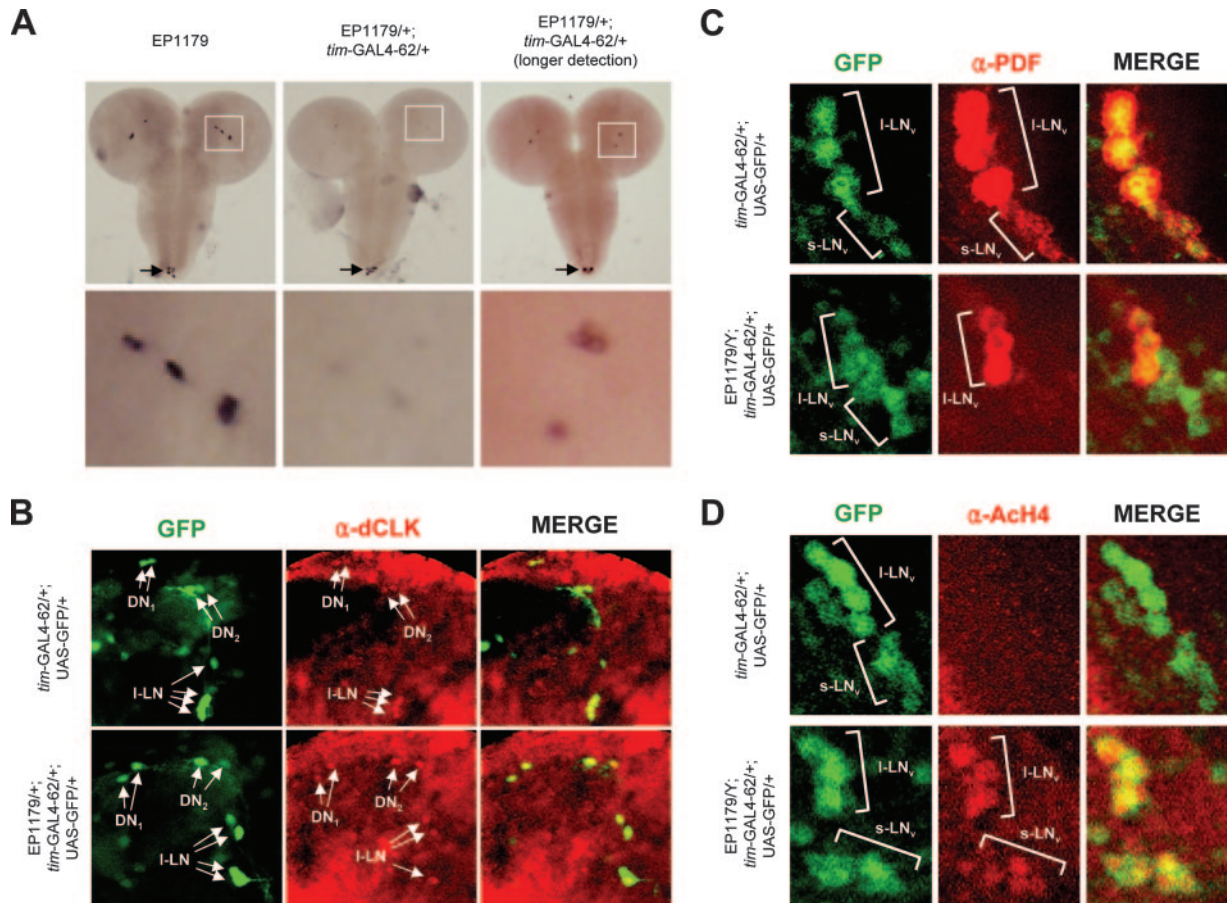 A
EP1179
EP1179/+;
tim-GAL4-62/+
EP1179/+;
tim-GAL4-62/+
(longer detection)
B
GFP
α-dCLK
MERGE
tim-GAL4-62/+;
UAS-GFP/+
DN1
DN2
l-LN
DN1
DN2
l-LN
EP1179/+;
tim-GAL4-62/+;
UAS-GFP/+
DN1
DN2
l-LN
DN1
DN2
l-LN
C
GFP
α-PDF
MERGE
tim-GAL4-62/+;
UAS-GFP/+
l-LNv
s-LNv
l-LNv
s-LNv
EP1179/Y;
tim-GAL4-62/+;
UAS-GFP/+
l-LNv
s-LNv
l-LNv
D
GFP
α-AcH4
MERGE
tim-GAL4-62/+;
UAS-GFP/+
l-LNv
s-LNv
EP1179/Y;
tim-GAL4-62/+;
UAS-GFP/+
l-LNv
s-LNv
l-LNv
s-LNv